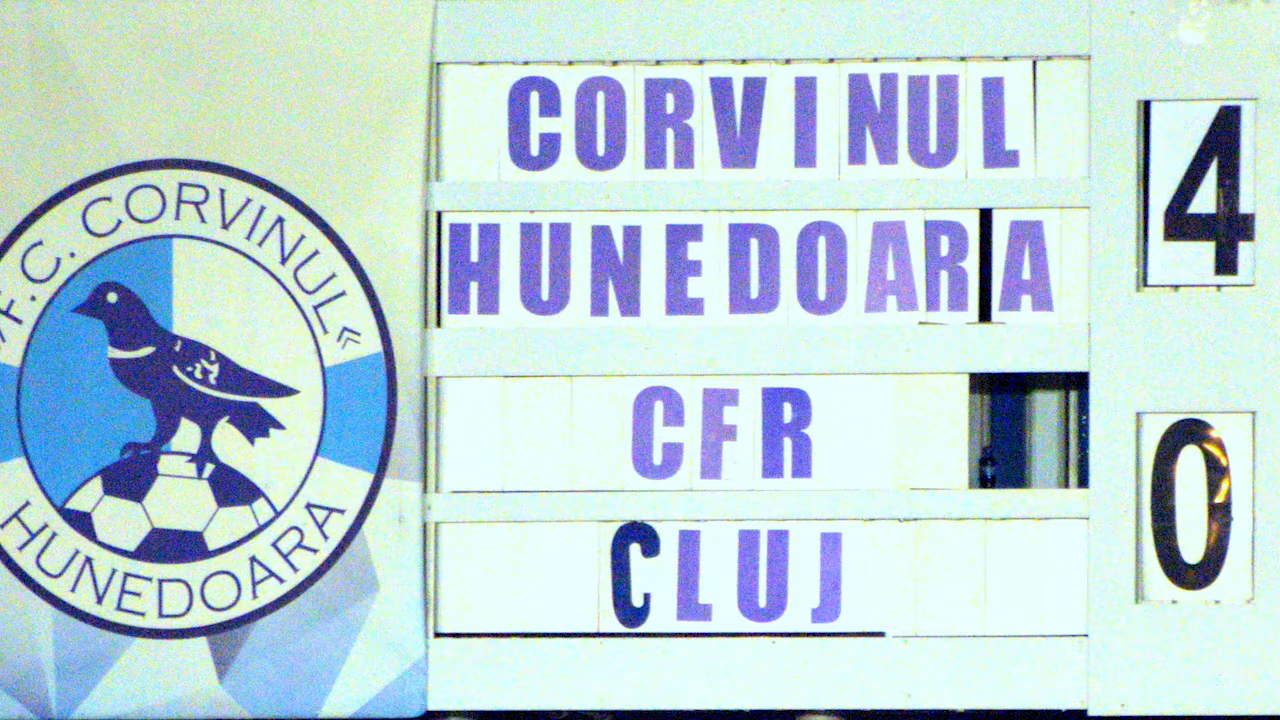 »F.C. CORVINUL«
HUNEDOARA
CORVINUL
HUNEDOARA
4
CFR
CLUJ
0